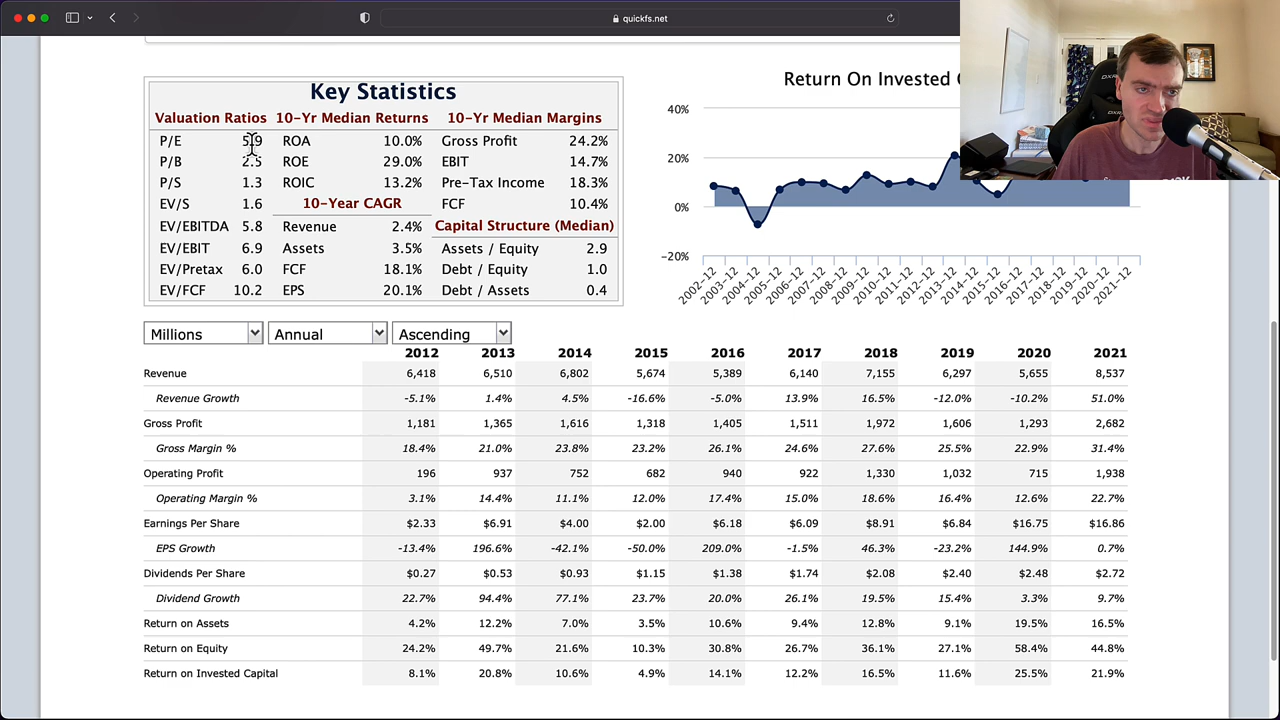 quickfs.net
Key Statistics
Valuation Ratios 10-Yr Median Returns 10-Yr Median Margins
P/E 5.9 ROA 10.0% Gross Profit 24.2%
P/B 2.5 ROE 29.0% EBIT 14.7%
P/S 1.3 ROIC 13.2% Pre-Tax Income 18.3%
EV/S 1.6 10-Year CAGR FCF 10.4%
EV/EBITDA 5.8 Revenue 2.4% Capital Structure (Median)
EV/EBIT 6.9 Assets 3.5% Assets / Equity 2.9
EV/Pretax 6.0 FCF 18.1% Debt / Equity 1.0
EV/FCF 10.2 EPS 20.1% Debt / Assets 0.4
Return On Invested
40%
20%
0%
-20%
2002-12 2003-12 2004-12 2005-12 2006-12 2007-12 2008-12 2009-12 2010-12 2011-12 2012-12 2013-12 2014-12 2015-12 2016-12 2017-12 2018-12 2019-12 2020-12 2021-12
Millions Annual Ascending
2012 2013 2014 2015 2016 2017 2018 2019 2020 2021
Revenue 6,418 6,510 6,802 5,674 5,389 6,140 7,155 6,297 5,655 8,537
Revenue Growth -5.1% 1.4% 4.5% -16.6% -5.0% 13.9% 16.5% -12.0% -10.2% 51.0%
Gross Profit 1,181 1,365 1,616 1,318 1,405 1,511 1,972 1,606 1,293 2,682
Gross Margin % 18.4% 21.0% 23.8% 23.2% 26.1% 24.6% 27.6% 25.5% 22.9% 31.4%
Operating Profit 196 937 752 682 940 922 1,330 1,032 715 1,938
Operating Margin % 3.1% 14.4% 11.1% 12.0% 17.4% 15.0% 18.6% 16.4% 12.6% 22.7%
Earnings Per Share $2.33 $6.91 $4.00 $2.00 $6.18 $6.09 $8.91 $6.84 $16.75 $16.86
EPS Growth -13.4% 196.6% -42.1% -50.0% 209.0% -1.5% 46.3% -23.2% 144.9% 0.7%
Dividends Per Share $0.27 $0.53 $0.93 $1.15 $1.38 $1.74 $2.08 $2.40 $2.48 $2.72
Dividend Growth 22.7% 94.4% 77.1% 23.7% 20.0% 26.1% 19.5% 15.4% 3.3% 9.7%
Return on Assets 4.2% 12.2% 7.0% 3.5% 10.6% 9.4% 12.8% 9.1% 19.5% 16.5%
Return on Equity 24.2% 49.7% 21.6% 10.3% 30.8% 26.7% 36.1% 27.1% 58.4% 44.8%
Return on Invested Capital 8.1% 20.8% 10.6% 4.9% 14.1% 12.2% 16.5% 11.6% 25.5% 21.9%